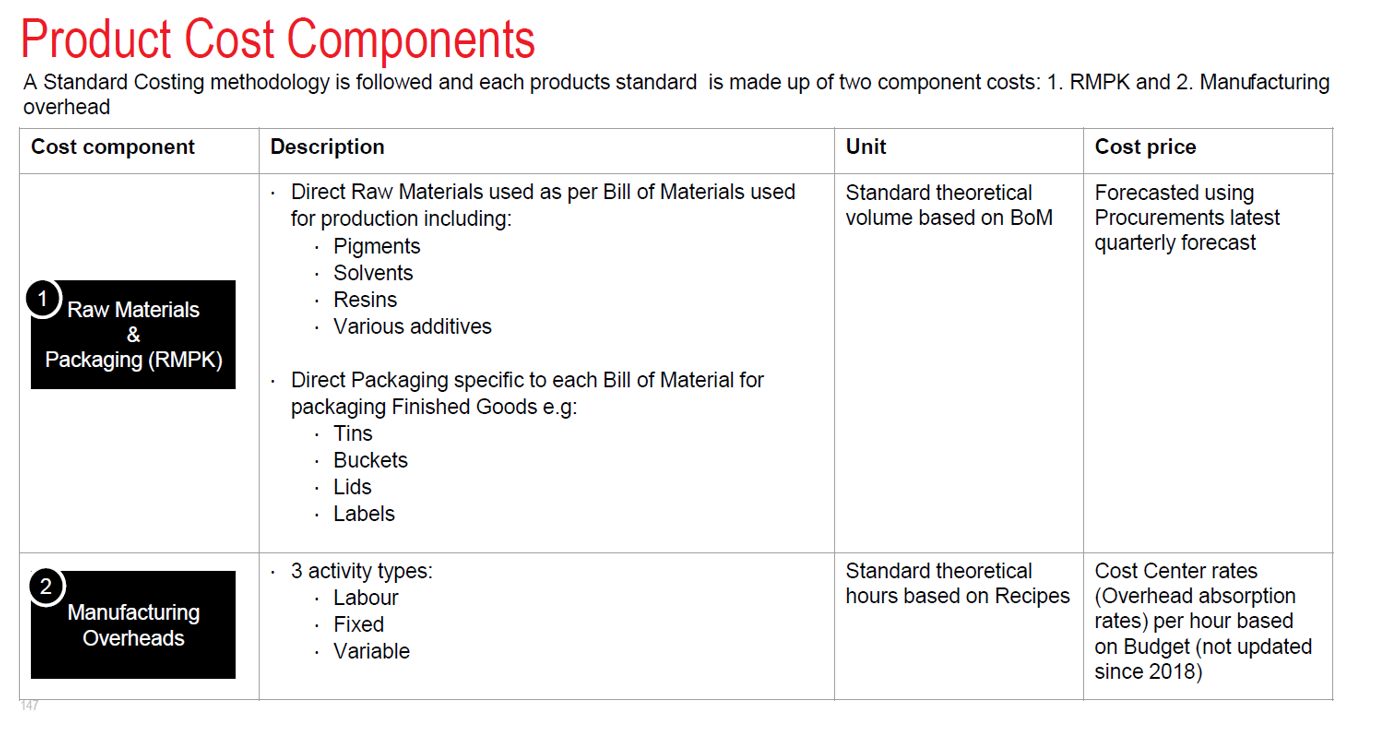 Product Cost Components
A Standard Costing methodology is followed and each products standard  is made up of two component costs: 1. RMPK and 2. Manufacturing
overhead
Cost component
Description
Unit
Cost price
1
Raw Materials
&
Packaging (RMPK)
· Direct Raw Materials used as per Bill of Materials used
for production including:
· Pigments
· Solvents
· Resins
· Various additives
· Direct Packaging specific to each Bill of Material for
packaging Finished Goods e.g:
· Tins
· Buckets
· Lids
· Labels
Standard theoretical
volume based on BoM
Forecasted using
Procurements latest
quarterly forecast
2
Manufacturing
Overheads
· 3 activity types:
· Labour
· Fixed
· Variable
Standard theoretical
hours based on Recipes
Cost Center rates
(Overhead absorption
rates) per hour based
on Budget (not updated
since 2018)
147